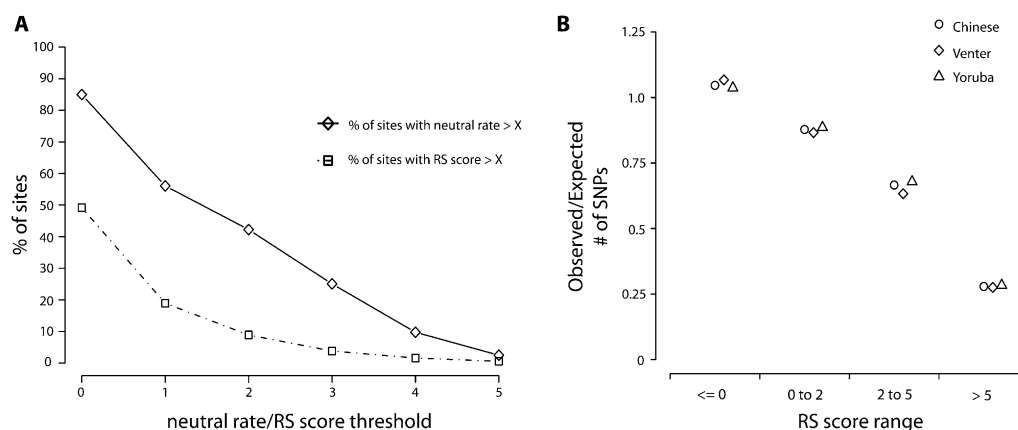 A
100
90
80
70
60
50
40
30
20
10
0
% of sites
0 1 2 3 4 5
neutral rate/RS score threshold
% of sites with neutral rate > X
% of sites with RS score > X
B
1.25
1.0
0.75
0.5
0.25
0
Observed/Expected
# of SNPs
Chinese
Venter
Yoruba
<= 0 0 to 2 2 to 5 > 5
RS score range